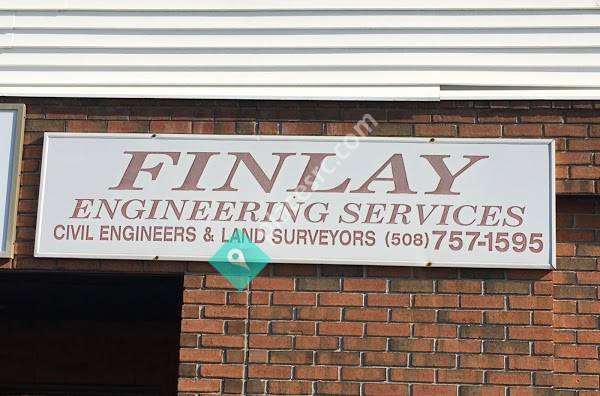 FINLAY
ENGINEERING SERVICES
CIVIL ENGINEERS & LAND SURVEYORS (508) 757-1595